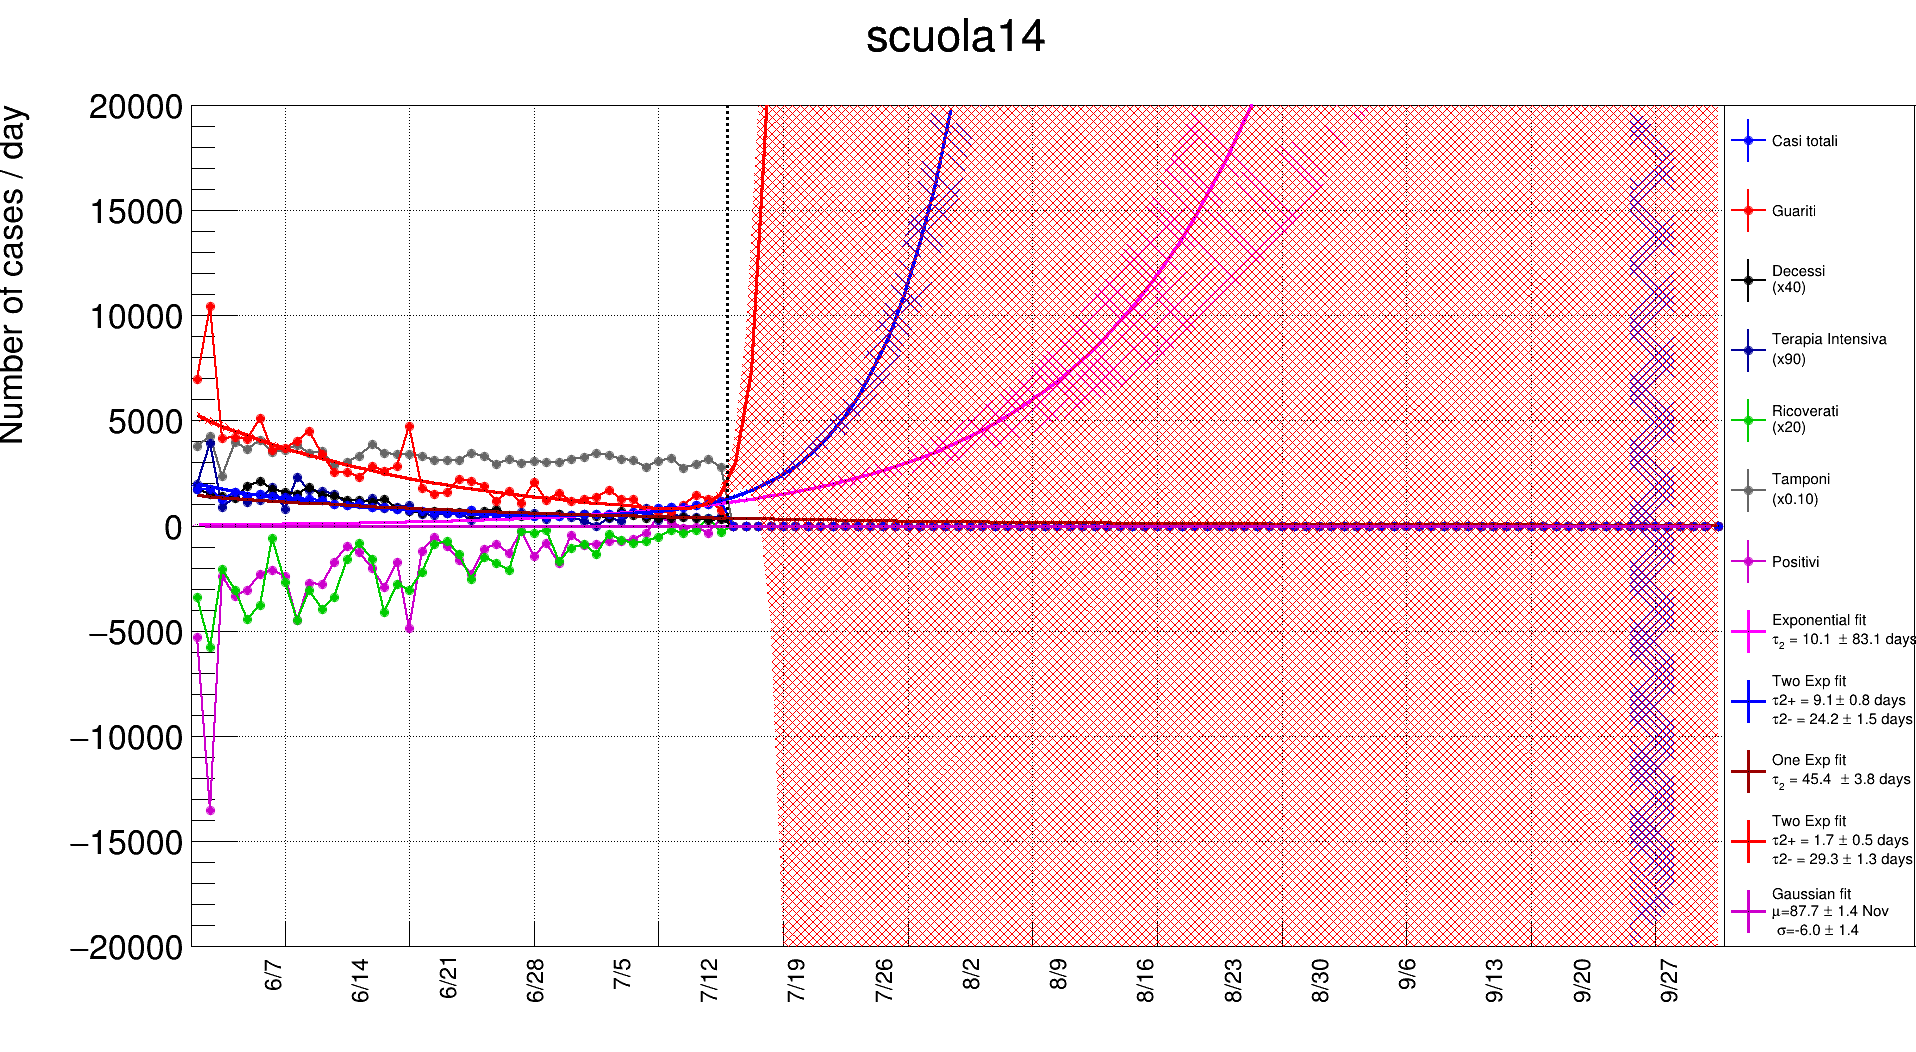 scuola14
Number of cases / day
20000
15000
10000
5000
0
−5000
−10000
−15000
−20000
6/7
6/14
6/21
6/28
7/5
7/12
7/19
7/26
8/2
8/9
8/16
8/23
8/30
9/6
9/13
9/20
9/27
Casi totali
Guariti
Decessi
(x40)
Terapia Intensiva
(x90)
Ricoverati
(x20)
Tamponi
(x0.10)
Positivi
Exponential fit
τ2 = 10.1 ± 83.1 days
Two Exp fit
τ2+ = 9.1 ± 0.8 days
τ2- = 24.2 ± 1.5 days
One Exp fit
τ2 = 45.4 ± 3.8 days
Two Exp fit
τ2+ = 1.7 ± 0.5 days
τ2- = 29.3 ± 1.3 days
Gaussian fit
μ=87.7 ± 1.4 Nov
σ=-6.0 ± 1.4